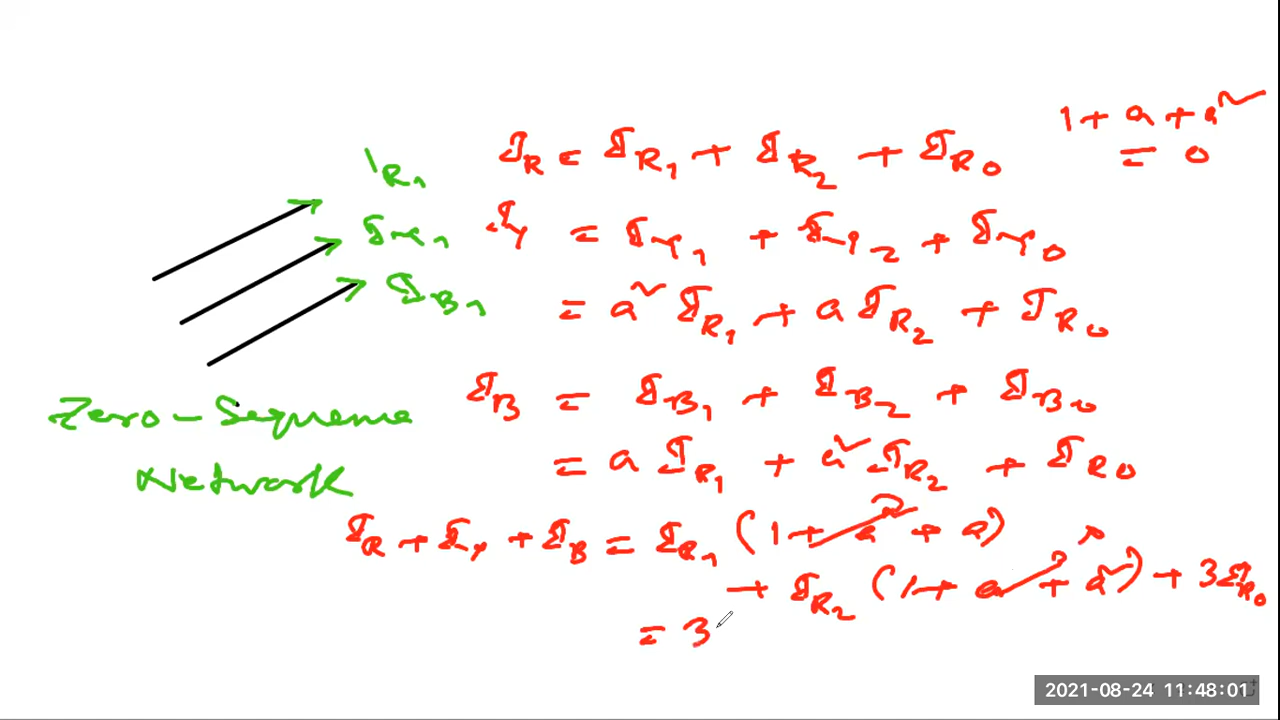 1 + a + a²
= 0
I_R = I_R1 + I_R2 + I_R0
I_R1
I_Y1
I_Y = I_Y1 + I_Y2 + I_Y0
I_B1
= a² I_R1 + a I_R2 + I_R0
I_B = I_B1 + I_B2 + I_B0
Zero-Sequence
= a I_R1 + a² I_R2 + I_R0
Network
I_R + I_Y + I_B = I_R1 (1 + a² + a)
+ I_R2 (1 + a + a²) + 3I_R0
= 3
2021-08-24 11:48:01